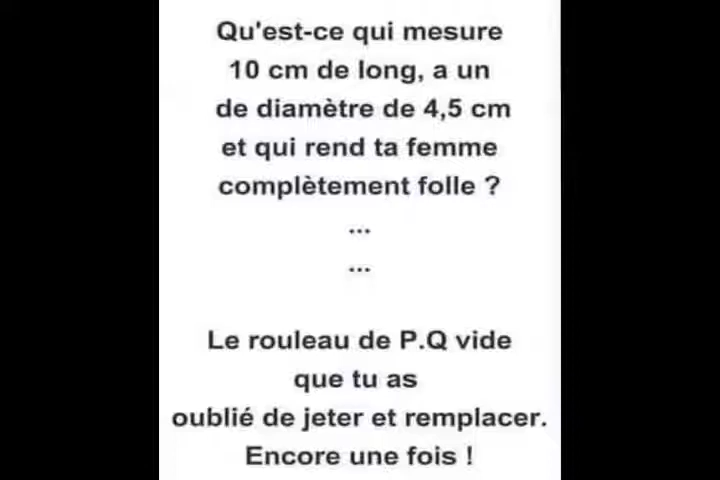 Qu'est-ce qui mesure
10 cm de long, a un
de diamètre de 4,5 cm
et qui rend ta femme
complètement folle ?
...
...
Le rouleau de P.Q vide
que tu as
oublié de jeter et remplacer.
Encore une fois !